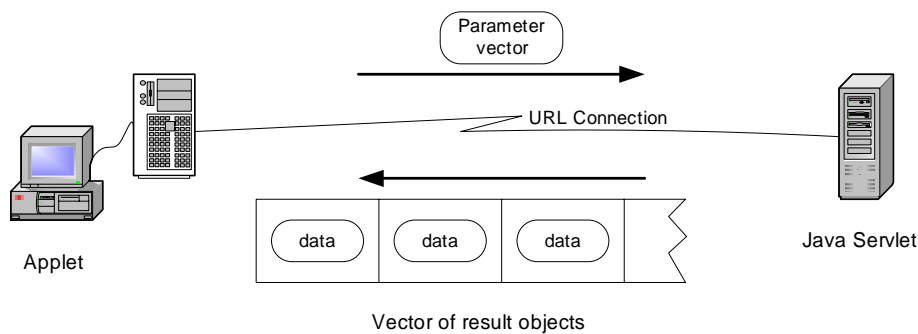 Parameter
vector
URL Connection
data
data
data
Applet
Java Servlet
Vector of result objects